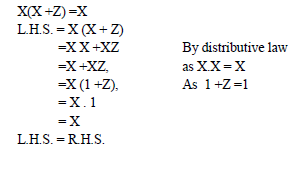 X(X +Z) =X
L.H.S. = X (X + Z)
=X X +XZ By distributive law
=X +XZ, as X.X = X
=X (1 +Z), As 1 +Z =1
= X . 1
= X
L.H.S. = R.H.S.